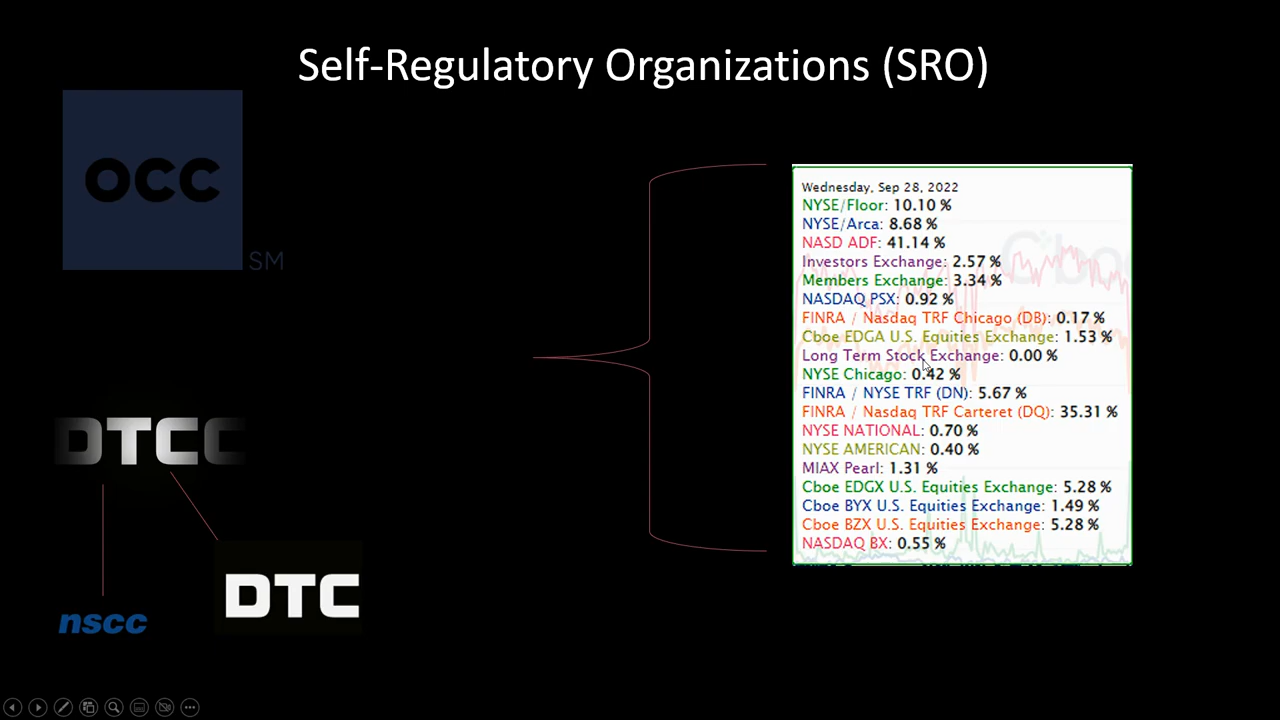 Self-Regulatory Organizations (SRO)
OCC
SM
DTCC
nscc
DTC
Wednesday, Sep 28, 2022
NYSE/Floor: 10.10 %
NYSE/Arca: 8.68 %
NASD ADF: 41.14 %
Investors Exchange: 2.57 %
Members Exchange: 3.34 %
NASDAQ PSX: 0.92 %
FINRA / Nasdaq TRF Chicago (DB): 0.17 %
Cboe EDGA U.S. Equities Exchange: 1.53 %
Long Term Stock Exchange: 0.00 %
NYSE Chicago: 0.42 %
FINRA / NYSE TRF (DN): 5.67 %
FINRA / Nasdaq TRF Carteret (DQ): 35.31 %
NYSE NATIONAL: 0.70 %
NYSE AMERICAN: 0.40 %
MIAX Pearl: 1.31 %
Cboe EDGX U.S. Equities Exchange: 5.28 %
Cboe BYX U.S. Equities Exchange: 1.49 %
Cboe BZX U.S. Equities Exchange: 5.28 %
NASDAQ BX: 0.55 %